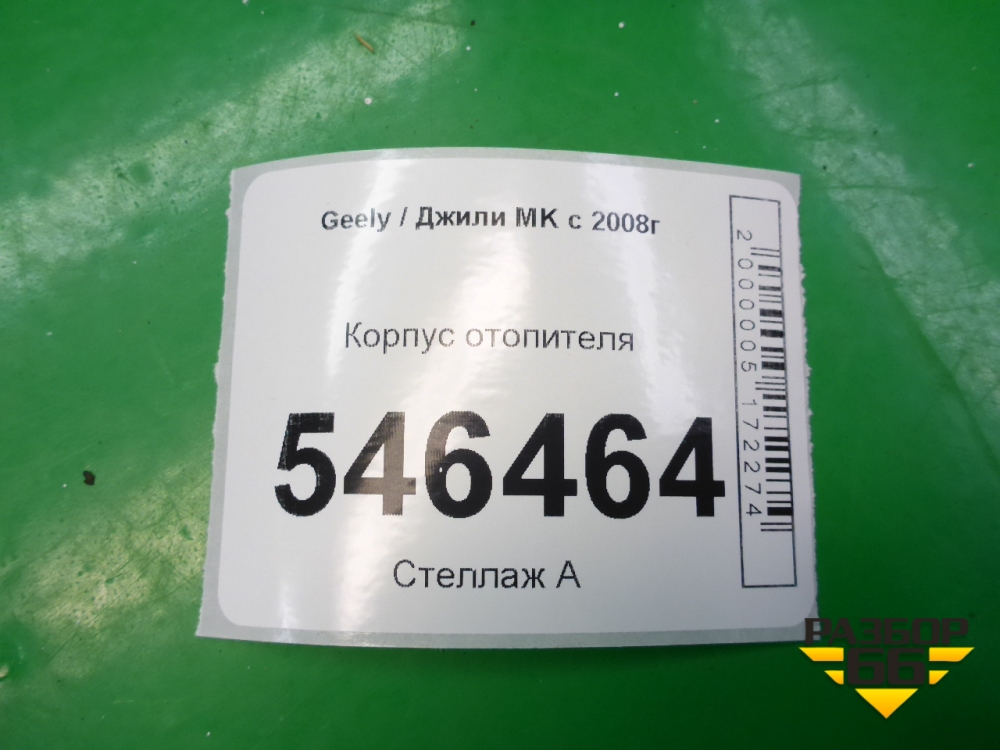 Geely / Джили МК с 2008г
Корпус отопителя
546464
Стеллаж А
2000005172274
РАЗБОР
66